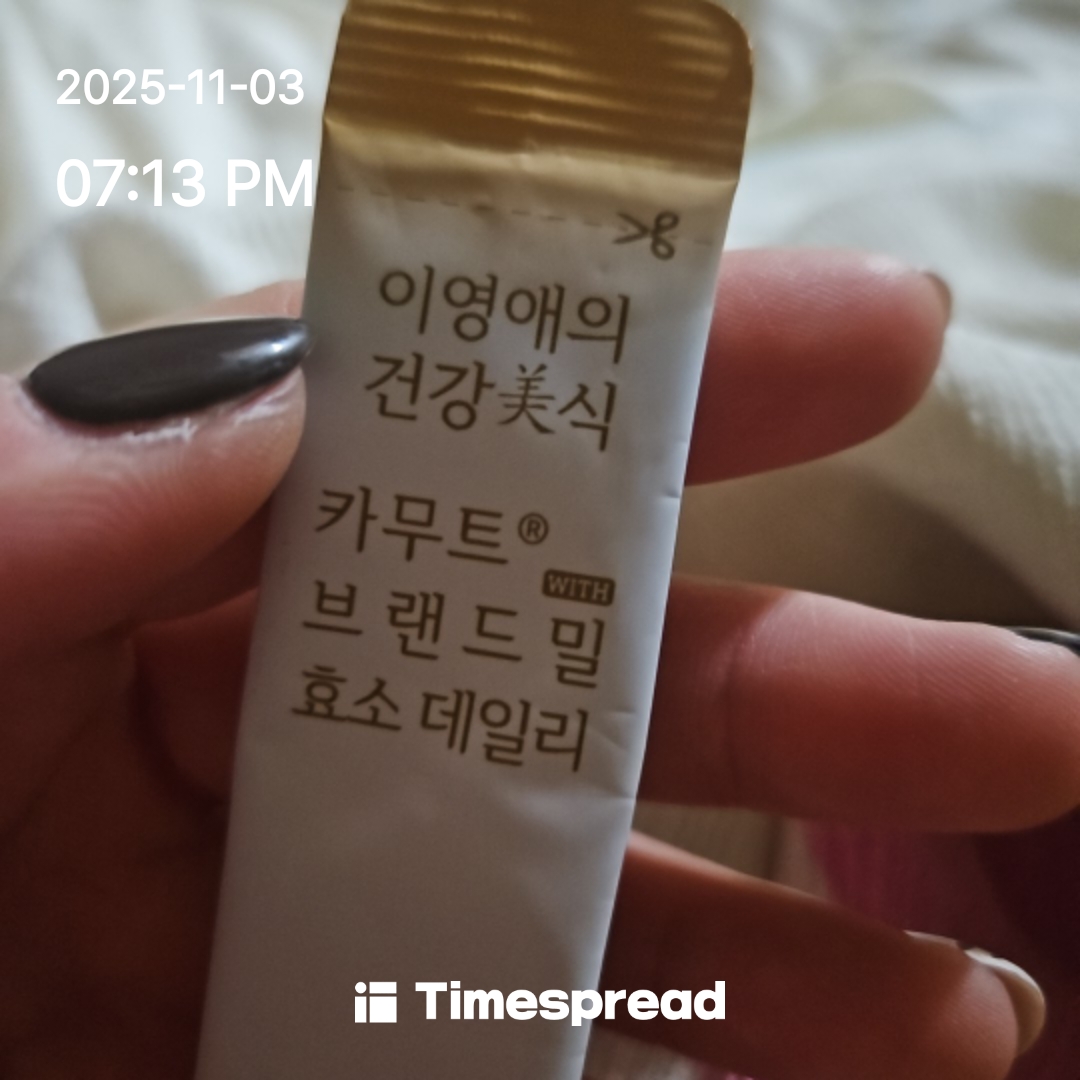 2025-11-03
07:13 PM
이영애의
건강美식
카무트®
WITH
브랜드 밀
효소 데일리
Timespread